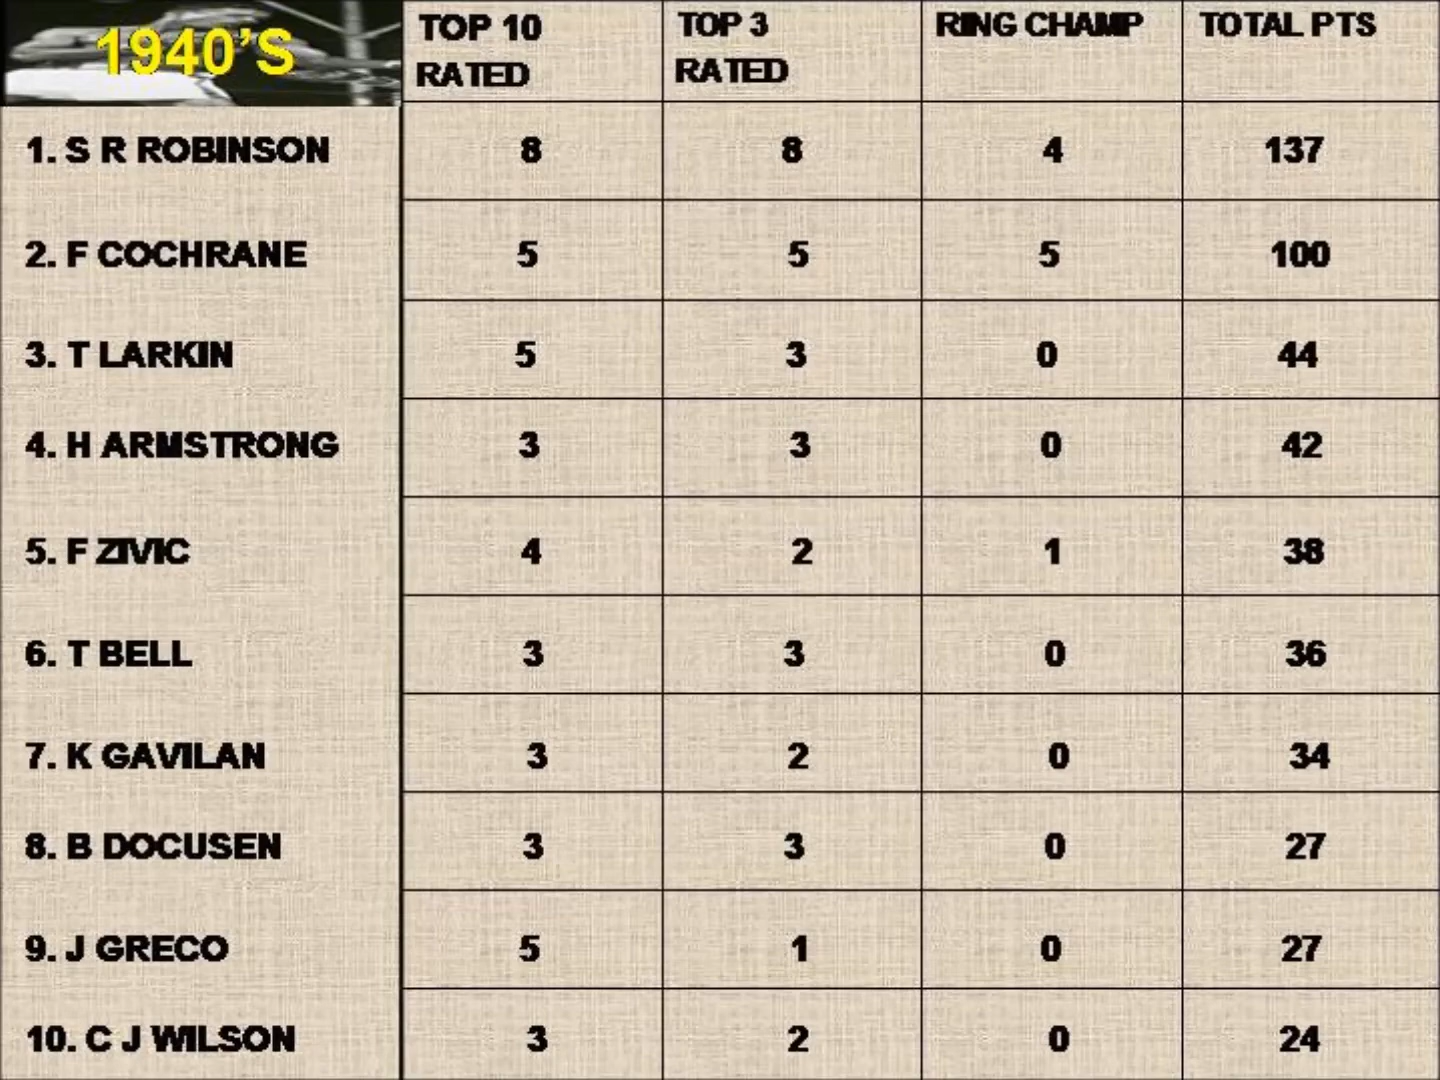 1940'S TOP 10 RATED TOP 3 RATED RING CHAMP TOTAL PTS
1. S R ROBINSON 8 8 4 137
2. F COCHRANE 5 5 5 100
3. T LARKIN 5 3 0 44
4. H ARMSTRONG 3 3 0 42
5. F ZIVIC 4 2 1 38
6. T BELL 3 3 0 36
7. K GAVILAN 3 2 0 34
8. B DOCUSEN 3 3 0 27
9. J GRECO 5 1 0 27
10. C J WILSON 3 2 0 24